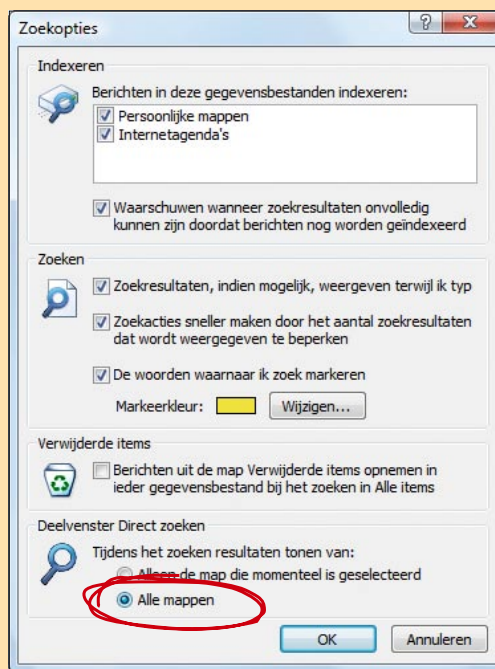 Zoekopties
Indexeren
Berichten in deze gegevensbestanden indexeren:
Persoonlijke mappen
Internetagenda's
Waarschuwen wanneer zoekresultaten onvolledig
kunnen zijn doordat berichten nog worden geïndexeerd
Zoeken
Zoekresultaten, indien mogelijk, weergeven terwijl ik typ
Zoekacties sneller maken door het aantal zoekresultaten
dat wordt weergegeven te beperken
De woorden waarnaar ik zoek markeren
Markeerkleur:
Wijzigen...
Verwijderde items
Berichten uit de map Verwijderde items opnemen in
ieder gegevensbestand bij het zoeken in Alle items
Deelvenster Direct zoeken
Tijdens het zoeken resultaten tonen van:
Alleen de map die momenteel is geselecteerd
Alle mappen
OK
Annuleren